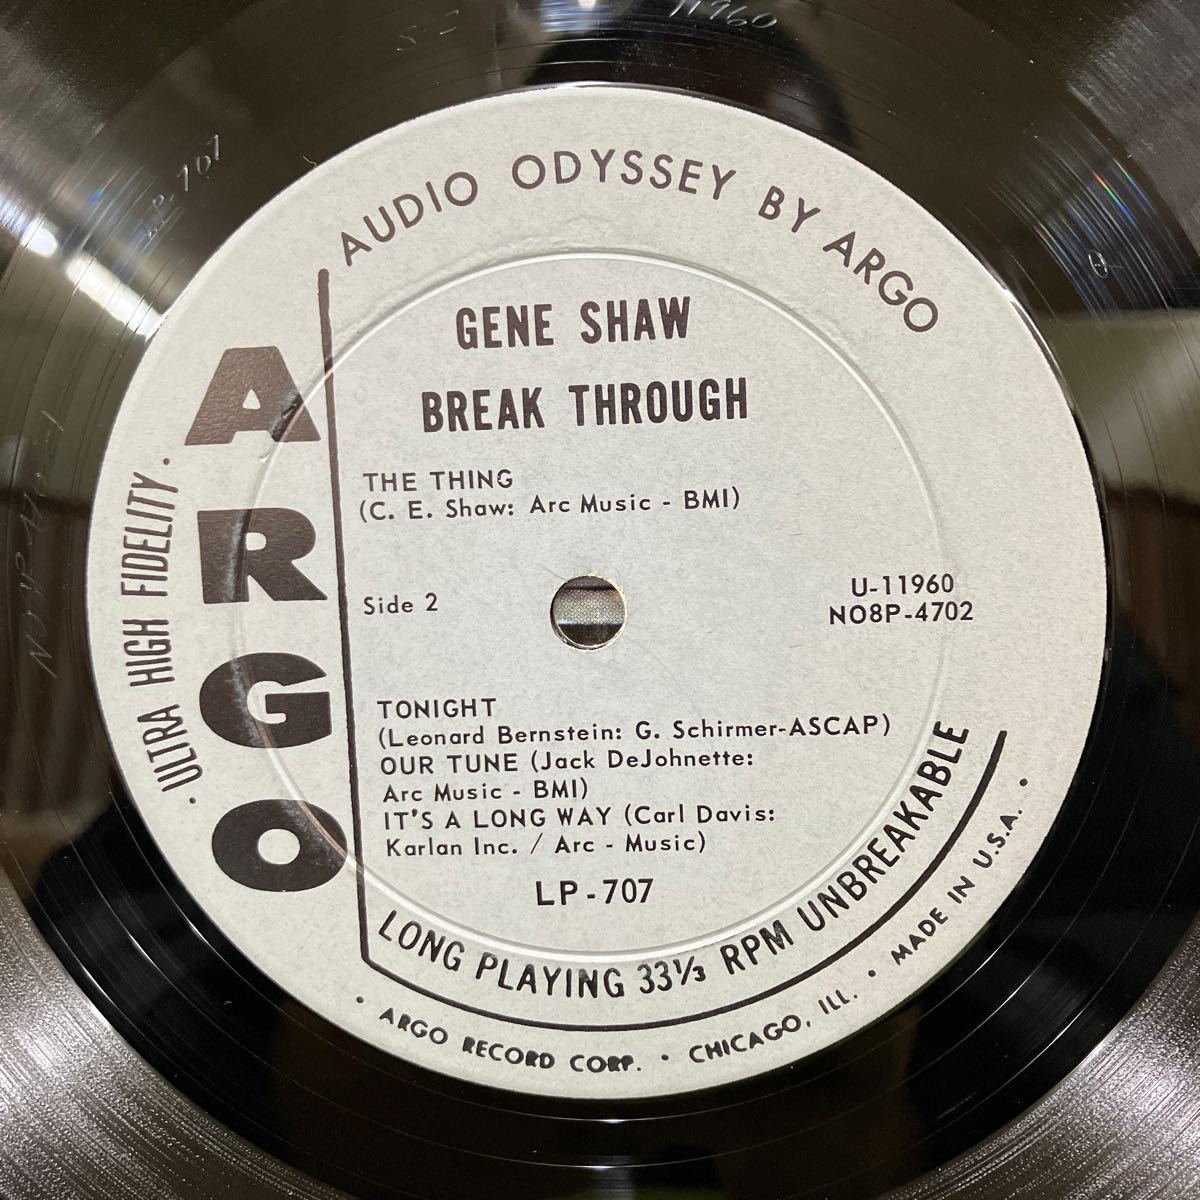 11960
LP-707
AUDIO ODYSSEY BY ARGO
GENE SHAW
BREAK THROUGH
ARGO
· ULTRA HIGH FIDELITY ·
THE THING
(C. E. Shaw: Arc Music - BMI)
Side 2
U-11960
NO8P-4702
TONIGHT
(Leonard Bernstein: G. Schirmer-ASCAP)
OUR TUNE (Jack DeJohnette:
Arc Music - BMI)
IT'S A LONG WAY (Carl Davis:
Karlan Inc. / Arc - Music)
LP-707
LONG PLAYING 33⅓ RPM UNBREAKABLE
· ARGO RECORD CORP. · CHICAGO, ILL. · MADE IN U.S.A. ·